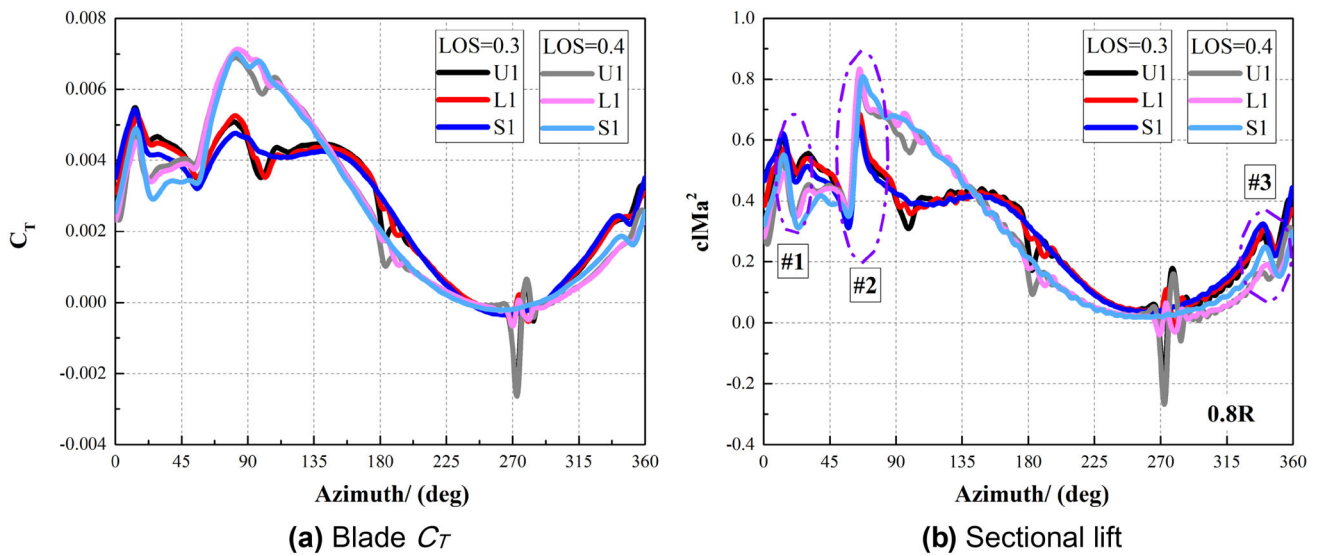 0.008
0.006
0.004
0.002
0.000
-0.002
-0.004
C_T
LOS=0.3 LOS=0.4
U1 U1
L1 L1
S1 S1
0 45 90 135 180 225 270 315 360
Azimuth/ (deg)
(a) Blade C_T
1.0
0.8
0.6
0.4
0.2
0.0
-0.2
-0.4
clMa²
LOS=0.3 LOS=0.4
U1 U1
L1 L1
S1 S1
#1
#2
#3
0.8R
0 45 90 135 180 225 270 315 360
Azimuth/ (deg)
(b) Sectional lift